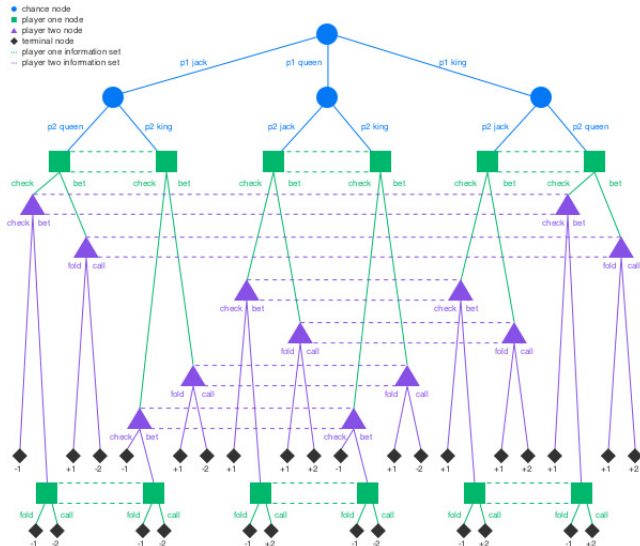 chance node
player one node
player two node
terminal node
player one information set
player two information set
p1 jack p1 queen p1 king
p2 queen p2 king p2 jack p2 king p2 jack p2 queen
check bet check bet check bet check bet check bet check bet
check bet check bet
fold call fold call
check bet check bet
fold call fold call
fold call fold call
check bet check bet
-1 +1 -2 -1 +1 -2 +1 +1 +2 -1 +1 -2 +1 +1 +2 +1 +1 +2
fold call fold call fold call fold call fold call fold call
-1 -2 -1 -2 -1 +2 -1 -2 -1 +2 -1 +2